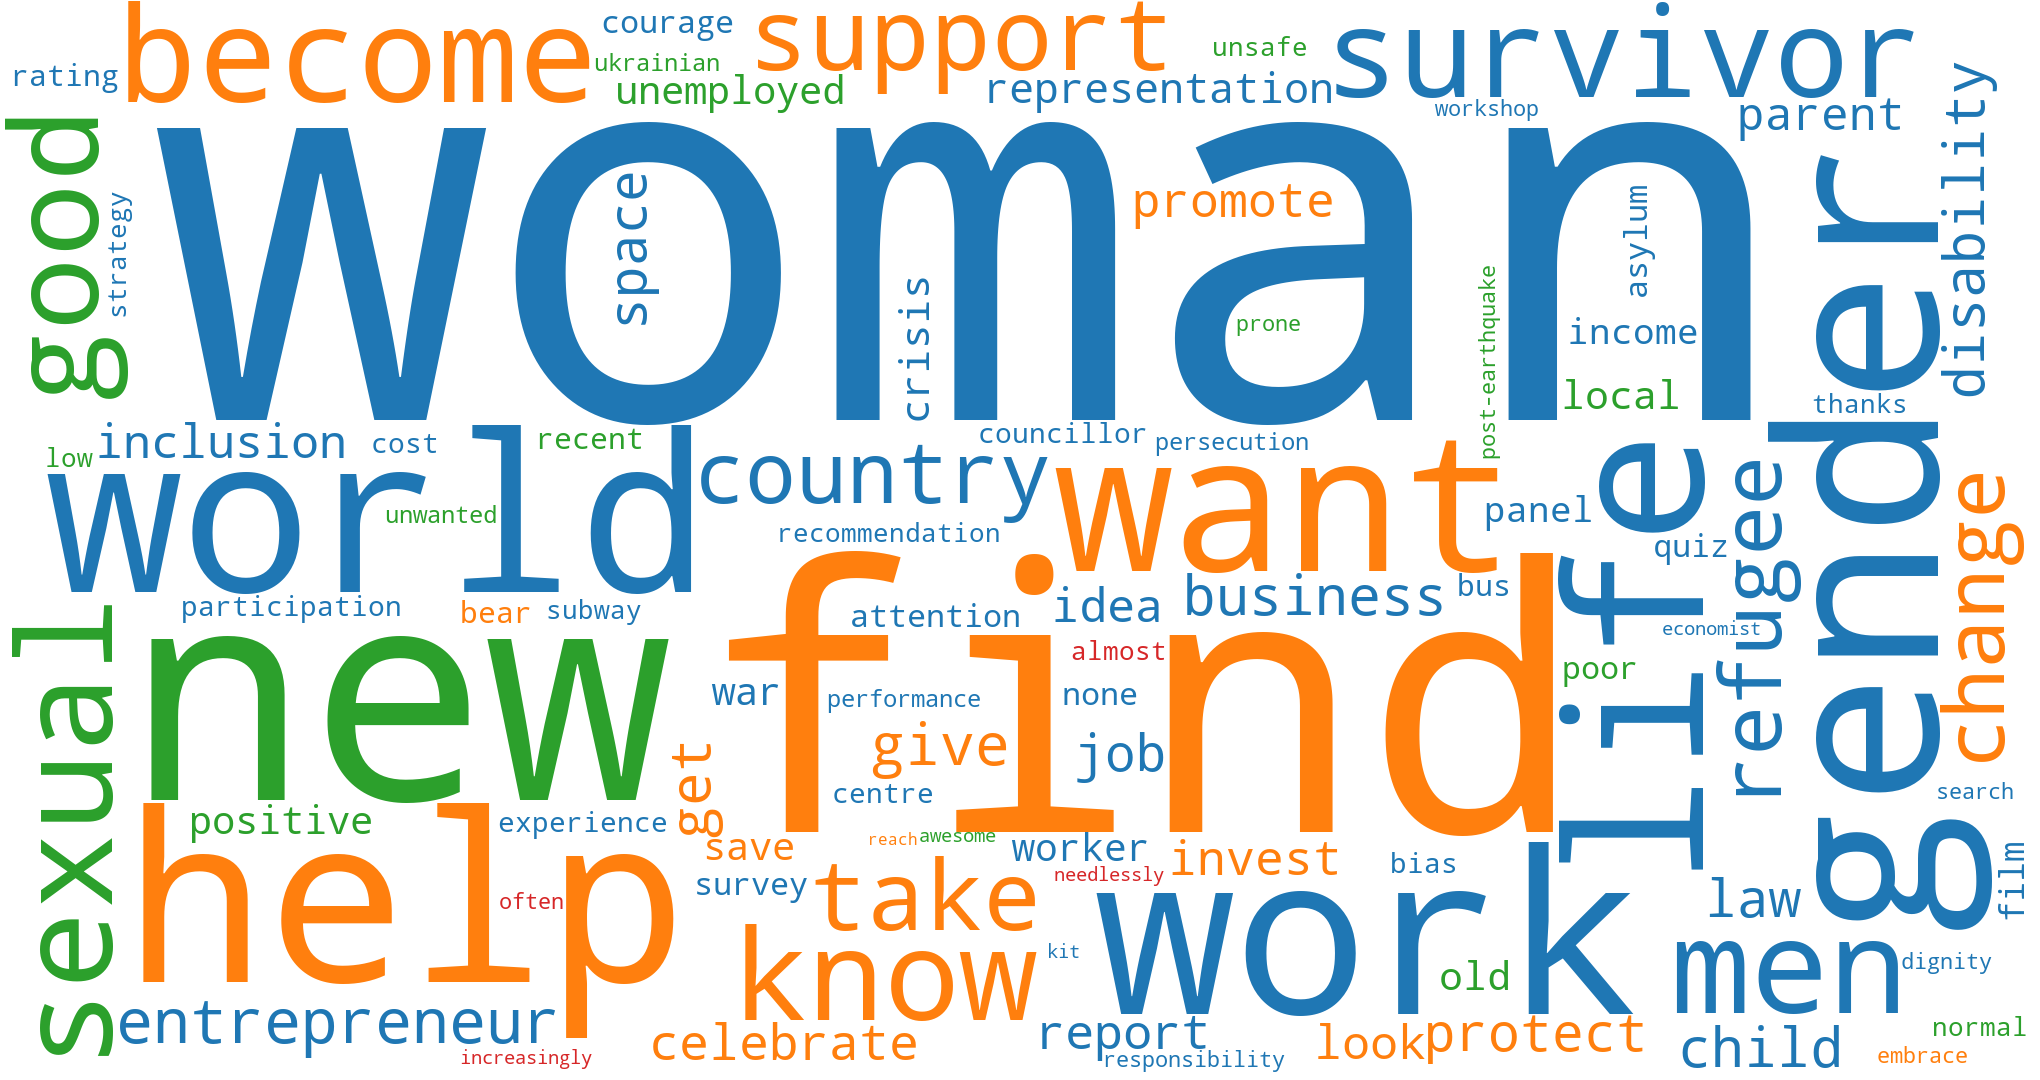 become
courage
support
survivor
rating
ukrainian
unsafe
unemployed
representation
workshop
parent
good
strategy
woman
space
promote
asylum
disability
crisis
prone
post-earthquake
income
local
gender
thanks
inclusion
cost
recent
councillor
persecution
low
world
country
want
life
refugee
change
unwanted
recommendation
panel
quiz
participation
bear
subway
attention
idea
business
bus
economist
sexual
new
find
almost
poor
war
performance
none
get
give
job
centre
search
positive
experience
reach
awesome
save
worker
invest
bias
help
often
survey
take
needlessly
work
law
film
know
kit
old
men
dignity
entrepreneur
celebrate
report
look
protect
child
normal
increasingly
responsibility
embrace